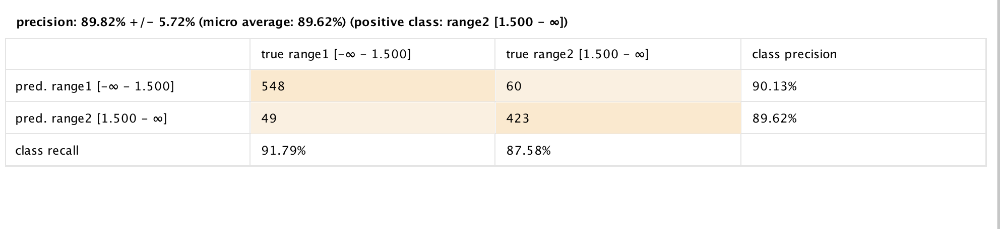 precision: 89.82% +/- 5.72% (micro average: 89.62%) (positive class: range2 [1.500 - ∞])
true range1 [-∞ - 1.500] true range2 [1.500 - ∞] class precision
pred. range1 [-∞ - 1.500] 548 60 90.13%
pred. range2 [1.500 - ∞] 49 423 89.62%
class recall 91.79% 87.58%